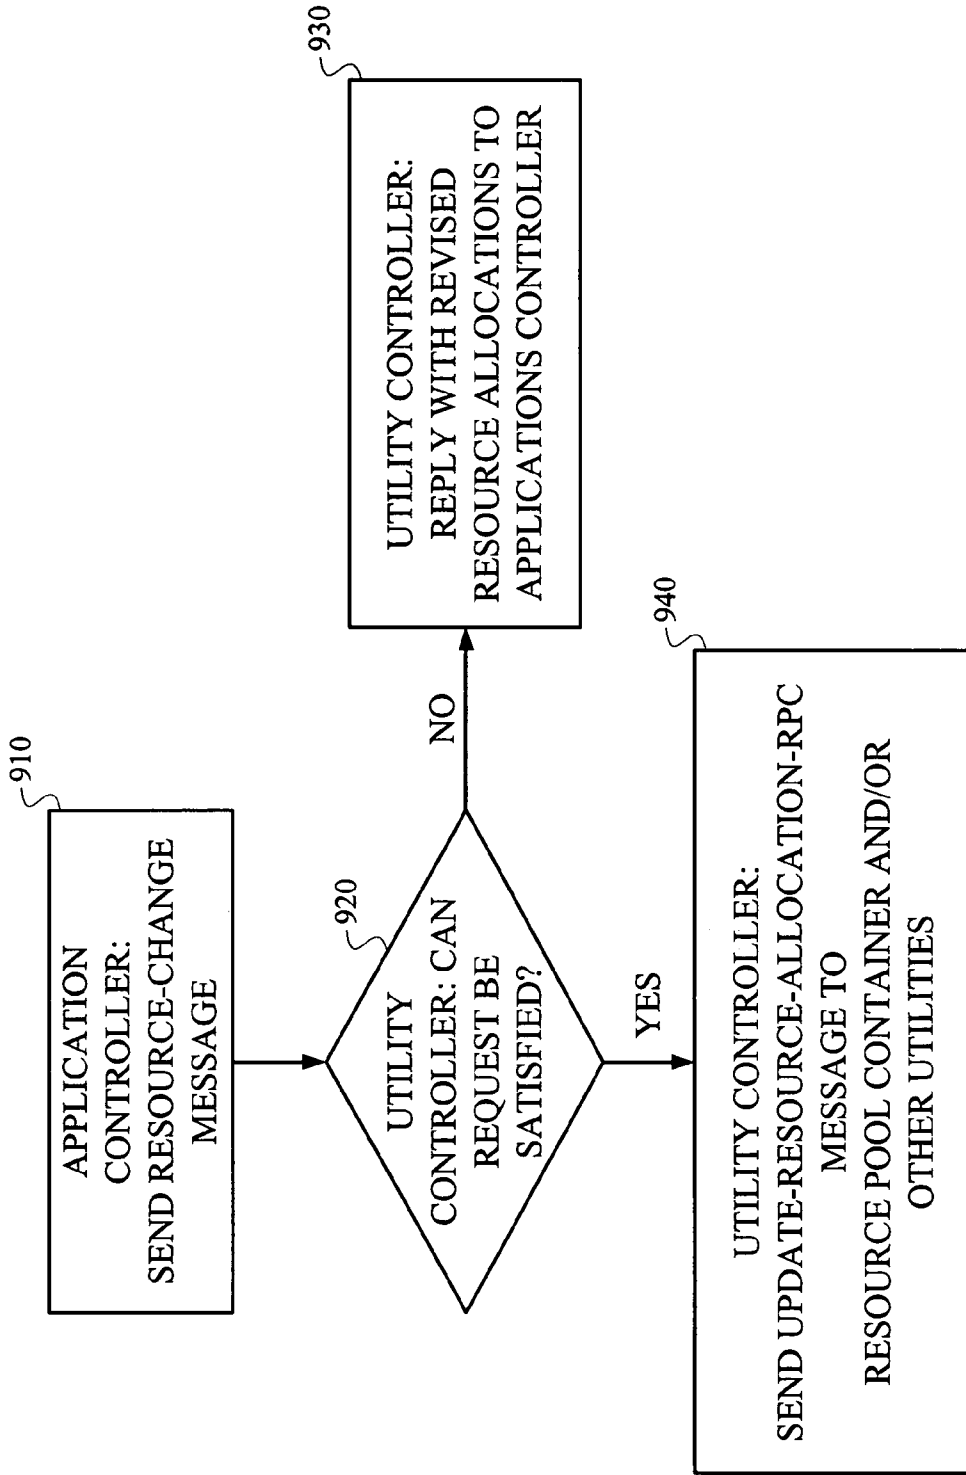 910
APPLICATION
CONTROLLER:
SEND RESOURCE-CHANGE
MESSAGE
920
UTILITY
CONTROLLER: CAN
REQUEST BE
SATISFIED?
NO
930
UTILITY CONTROLLER:
REPLY WITH REVISED
RESOURCE ALLOCATIONS TO
APPLICATIONS CONTROLLER
YES
940
UTILITY CONTROLLER:
SEND UPDATE-RESOURCE-ALLOCATION-RPC
MESSAGE TO
RESOURCE POOL CONTAINER AND/OR
OTHER UTILITIES